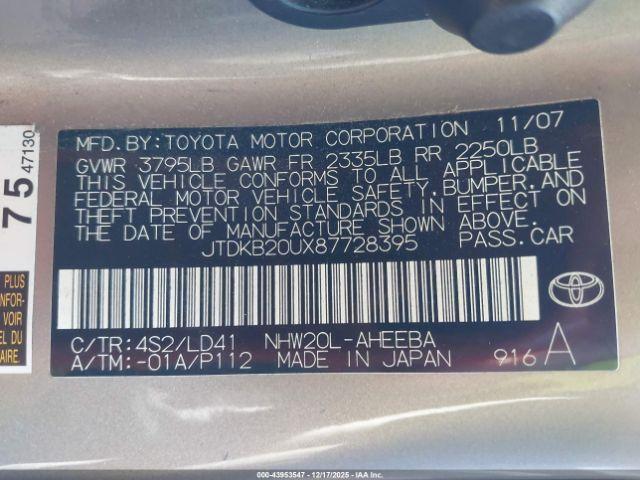 MFD.BY:TOYOTA MOTOR CORPORATION 11/07
GVWR 3795LB GAWR FR 2335LB RR 2250LB
THIS VEHICLE CONFORMS TO ALL APPLICABLE
FEDERAL MOTOR VEHICLE SAFETY,BUMPER,AND
THEFT PREVENTION STANDARDS IN EFFECT ON
THE DATE OF MANUFACTURE SHOWN ABOVE.
JTDKB20UX87728395 PASS.CAR
C/TR:4S2/LD41 NHW20L-AHEEBA
A/TM:-01A/P112 MADE IN JAPAN 916 A
75 47130
PLUS
CONFOR-
VOIR
DU
AIRE.
000-43953547 - 12/17/2025 - IAA Corp.